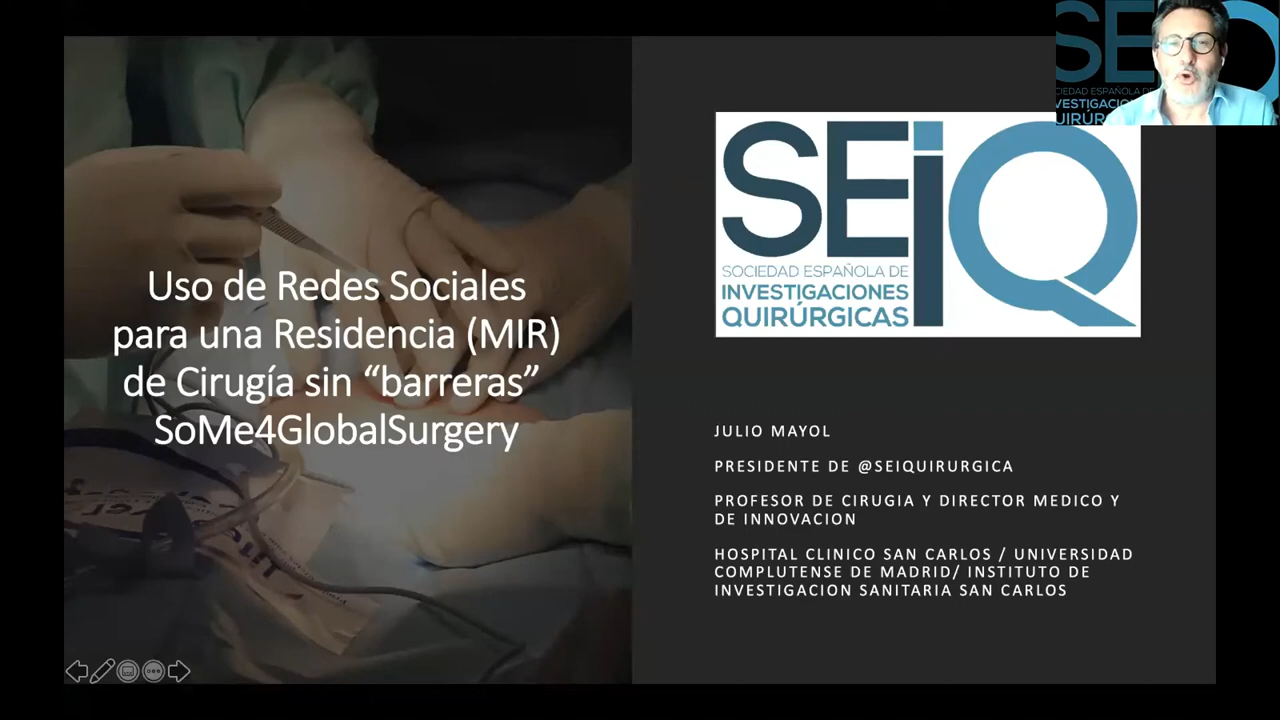 Uso de Redes Sociales
para una Residencia (MIR)
de Cirugía sin “barreras”
SoMe4GlobalSurgery
SEiQ
SOCIEDAD ESPAÑOLA DE
INVESTIGACIONES
QUIRÚRGICAS
JULIO MAYOL
PRESIDENTE DE @SEIQUIRURGICA
PROFESOR DE CIRUGIA Y DIRECTOR MEDICO Y
DE INNOVACION
HOSPITAL CLINICO SAN CARLOS / UNIVERSIDAD
COMPLUTENSE DE MADRID/ INSTITUTO DE
INVESTIGACION SANITARIA SAN CARLOS